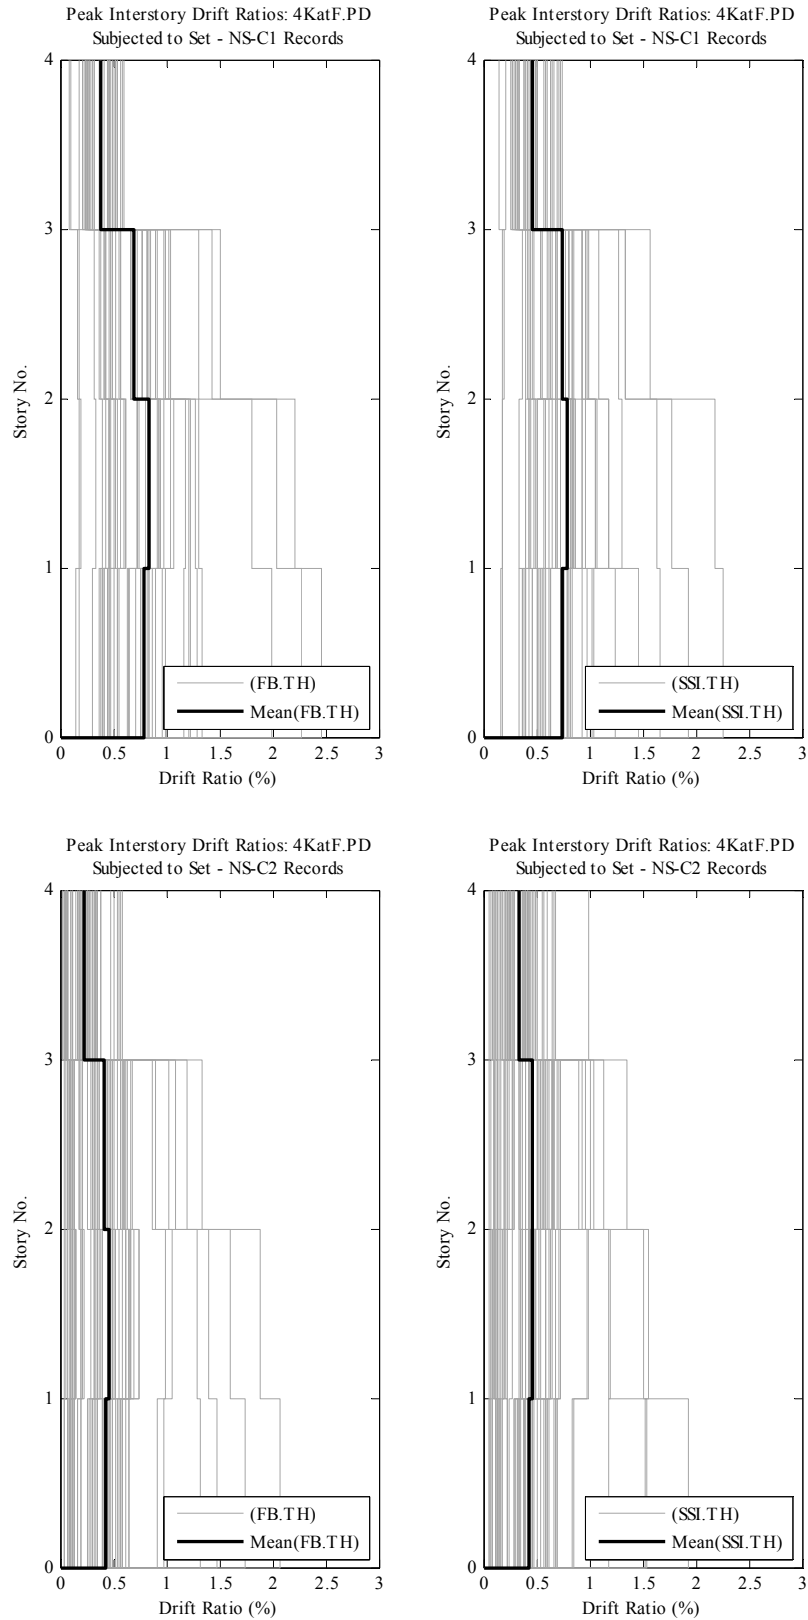 Peak Interstory Drift Ratios: 4KatF.PD
Subjected to Set - NS-C1 Records
4
3
2
1
0
Story No.
(FB.TH)
Mean(FB.TH)
0 0.5 1 1.5 2 2.5 3
Drift Ratio (%)
Peak Interstory Drift Ratios: 4KatF.PD
Subjected to Set - NS-C1 Records
4
3
2
1
0
Story No.
(SSI.TH)
Mean(SSI.TH)
0 0.5 1 1.5 2 2.5 3
Drift Ratio (%)
Peak Interstory Drift Ratios: 4KatF.PD
Subjected to Set - NS-C2 Records
4
3
2
1
0
Story No.
(FB.TH)
Mean(FB.TH)
0 0.5 1 1.5 2 2.5 3
Drift Ratio (%)
Peak Interstory Drift Ratios: 4KatF.PD
Subjected to Set - NS-C2 Records
4
3
2
1
0
Story No.
(SSI.TH)
Mean(SSI.TH)
0 0.5 1 1.5 2 2.5 3
Drift Ratio (%)